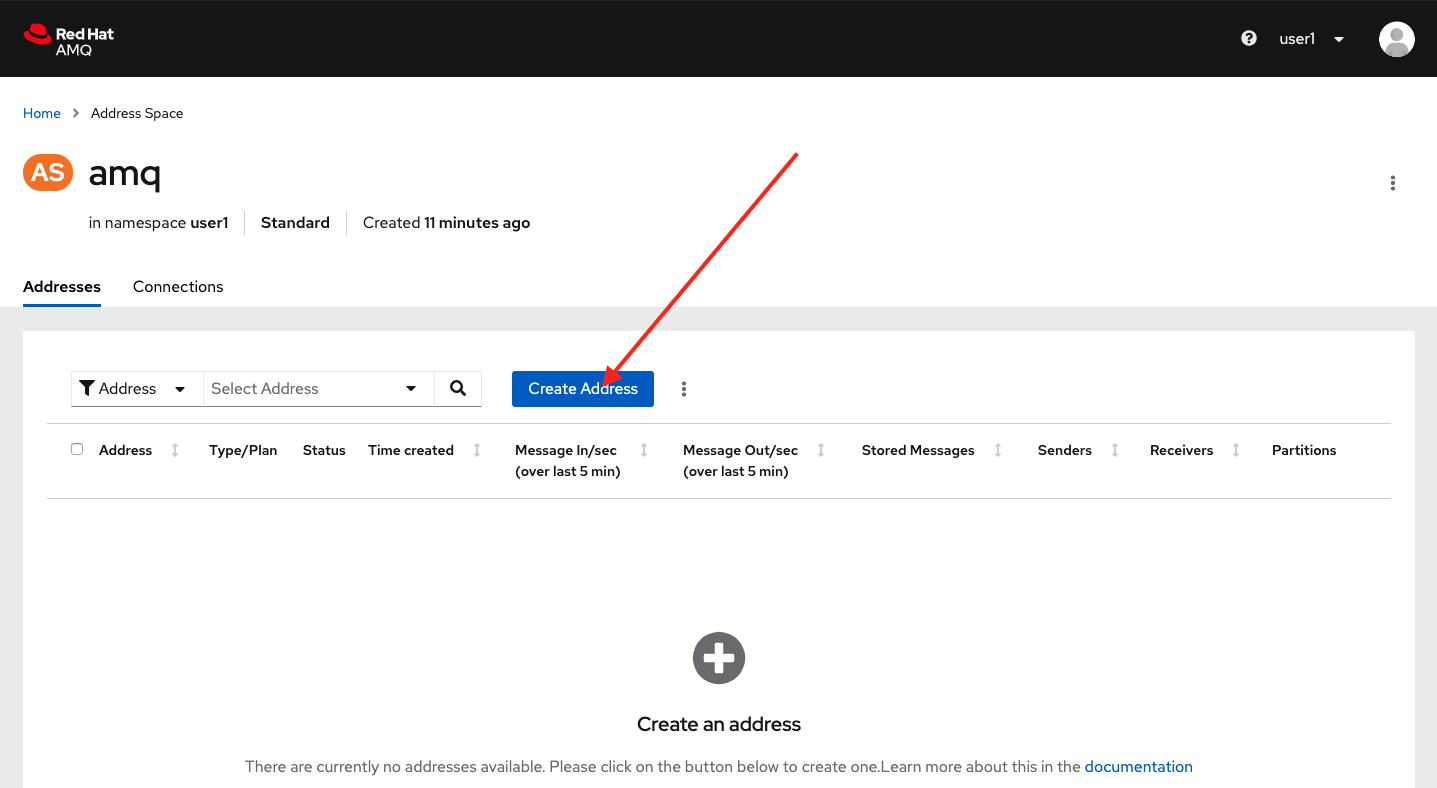 Red Hat
AMQ
user1
Home Address Space
AS amq
in namespace user1 Standard Created 11 minutes ago
Addresses Connections
Address Select Address Create Address
Address Type/Plan Status Time created Message In/sec Message Out/sec Stored Messages Senders Receivers Partitions
(over last 5 min) (over last 5 min)
Create an address
There are currently no addresses available. Please click on the button below to create one.Learn more about this in the documentation